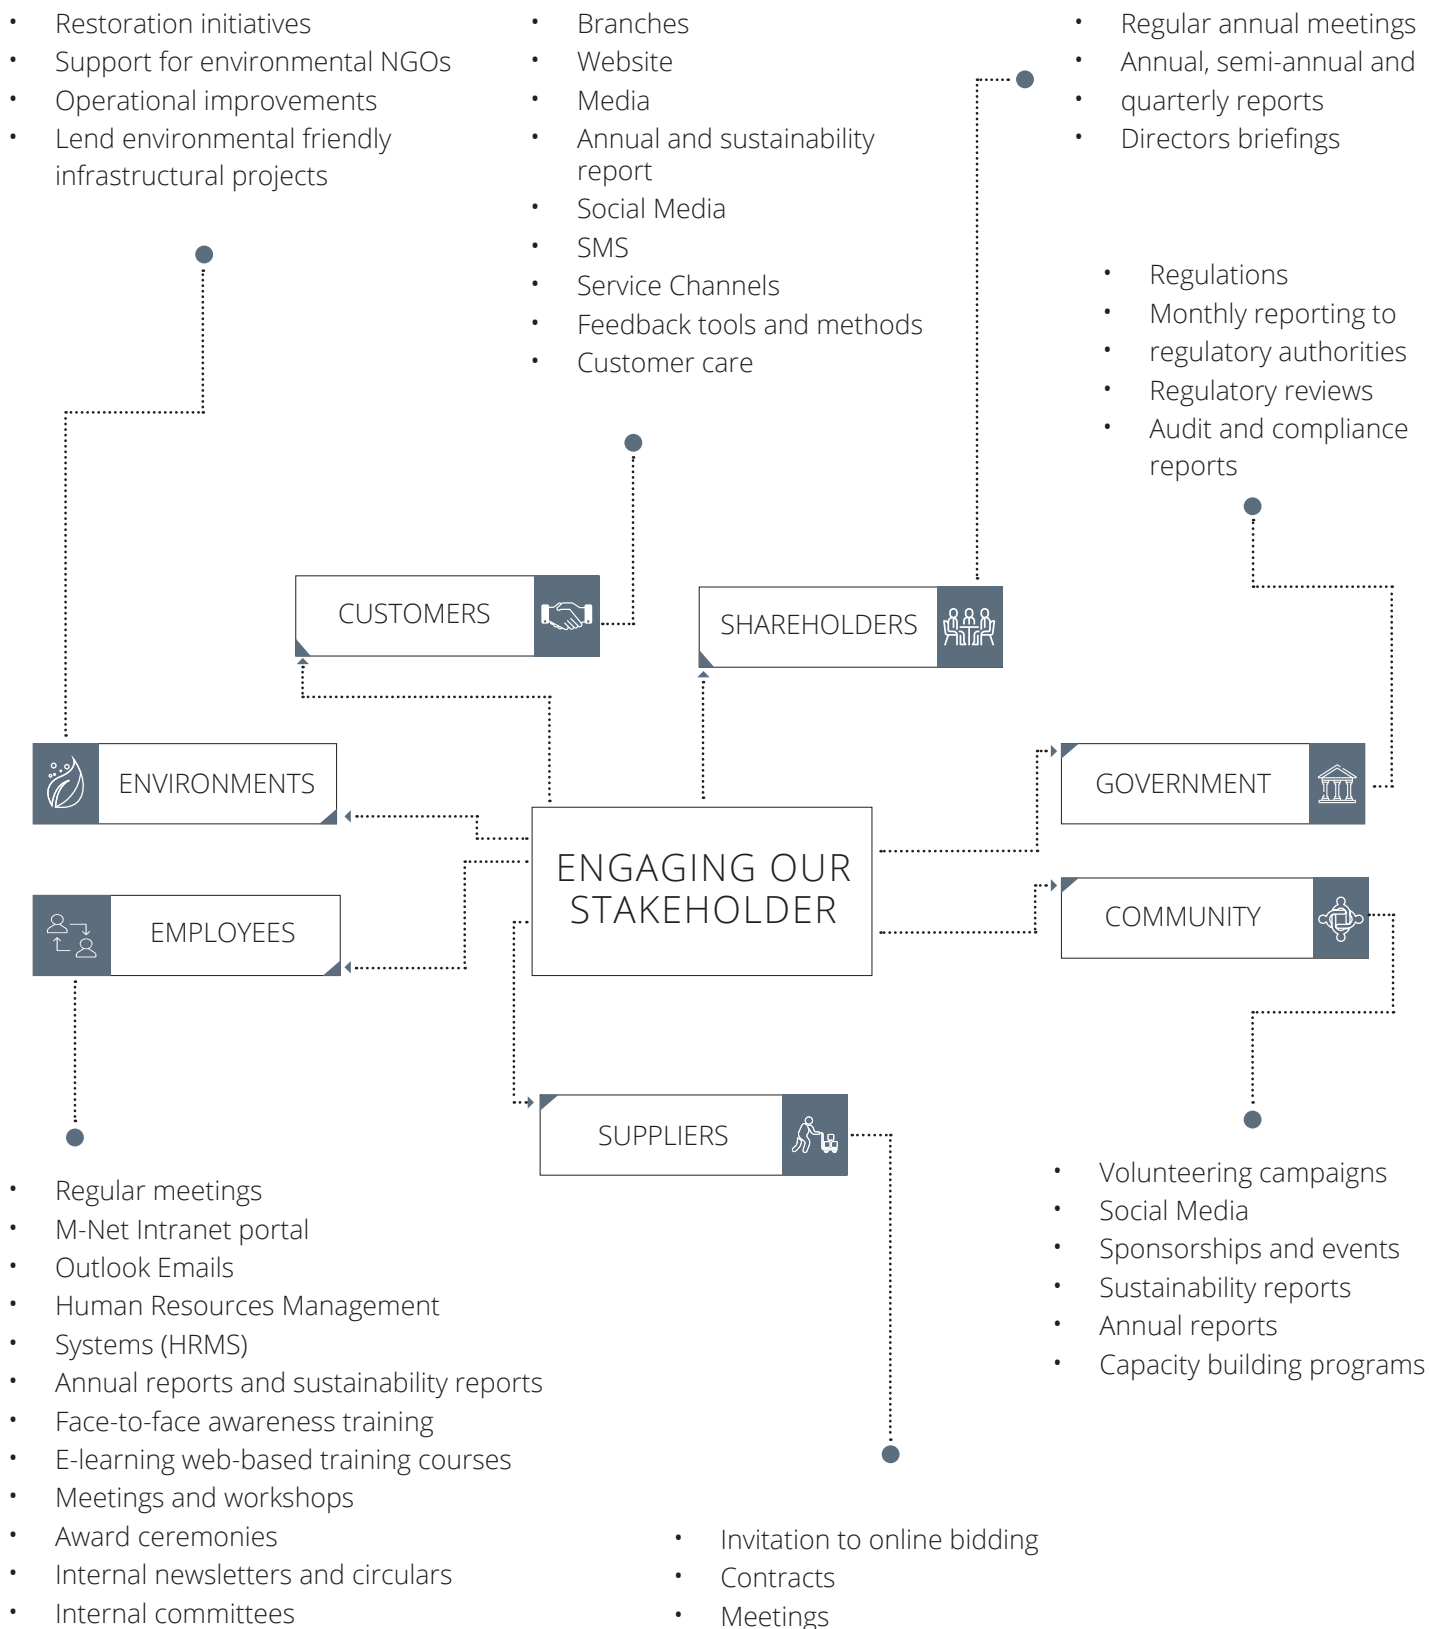 • Restoration initiatives
• Support for environmental NGOs
• Operational improvements
• Lend environmental friendly
infrastructural projects
• Branches
• Website
• Media
• Annual and sustainability
report
• Social Media
• SMS
• Service Channels
• Feedback tools and methods
• Customer care
• Regular annual meetings
• Annual, semi-annual and
• quarterly reports
• Directors briefings
• Regulations
• Monthly reporting to
• regulatory authorities
• Regulatory reviews
• Audit and compliance
reports
CUSTOMERS
SHAREHOLDERS
ENVIRONMENTS
GOVERNMENT
ENGAGING OUR
STAKEHOLDER
EMPLOYEES
COMMUNITY
SUPPLIERS
• Regular meetings
• M-Net Intranet portal
• Outlook Emails
• Human Resources Management
• Systems (HRMS)
• Annual reports and sustainability reports
• Face-to-face awareness training
• E-learning web-based training courses
• Meetings and workshops
• Award ceremonies
• Internal newsletters and circulars
• Internal committees
• Invitation to online bidding
• Contracts
• Meetings
• Volunteering campaigns
• Social Media
• Sponsorships and events
• Sustainability reports
• Annual reports
• Capacity building programs